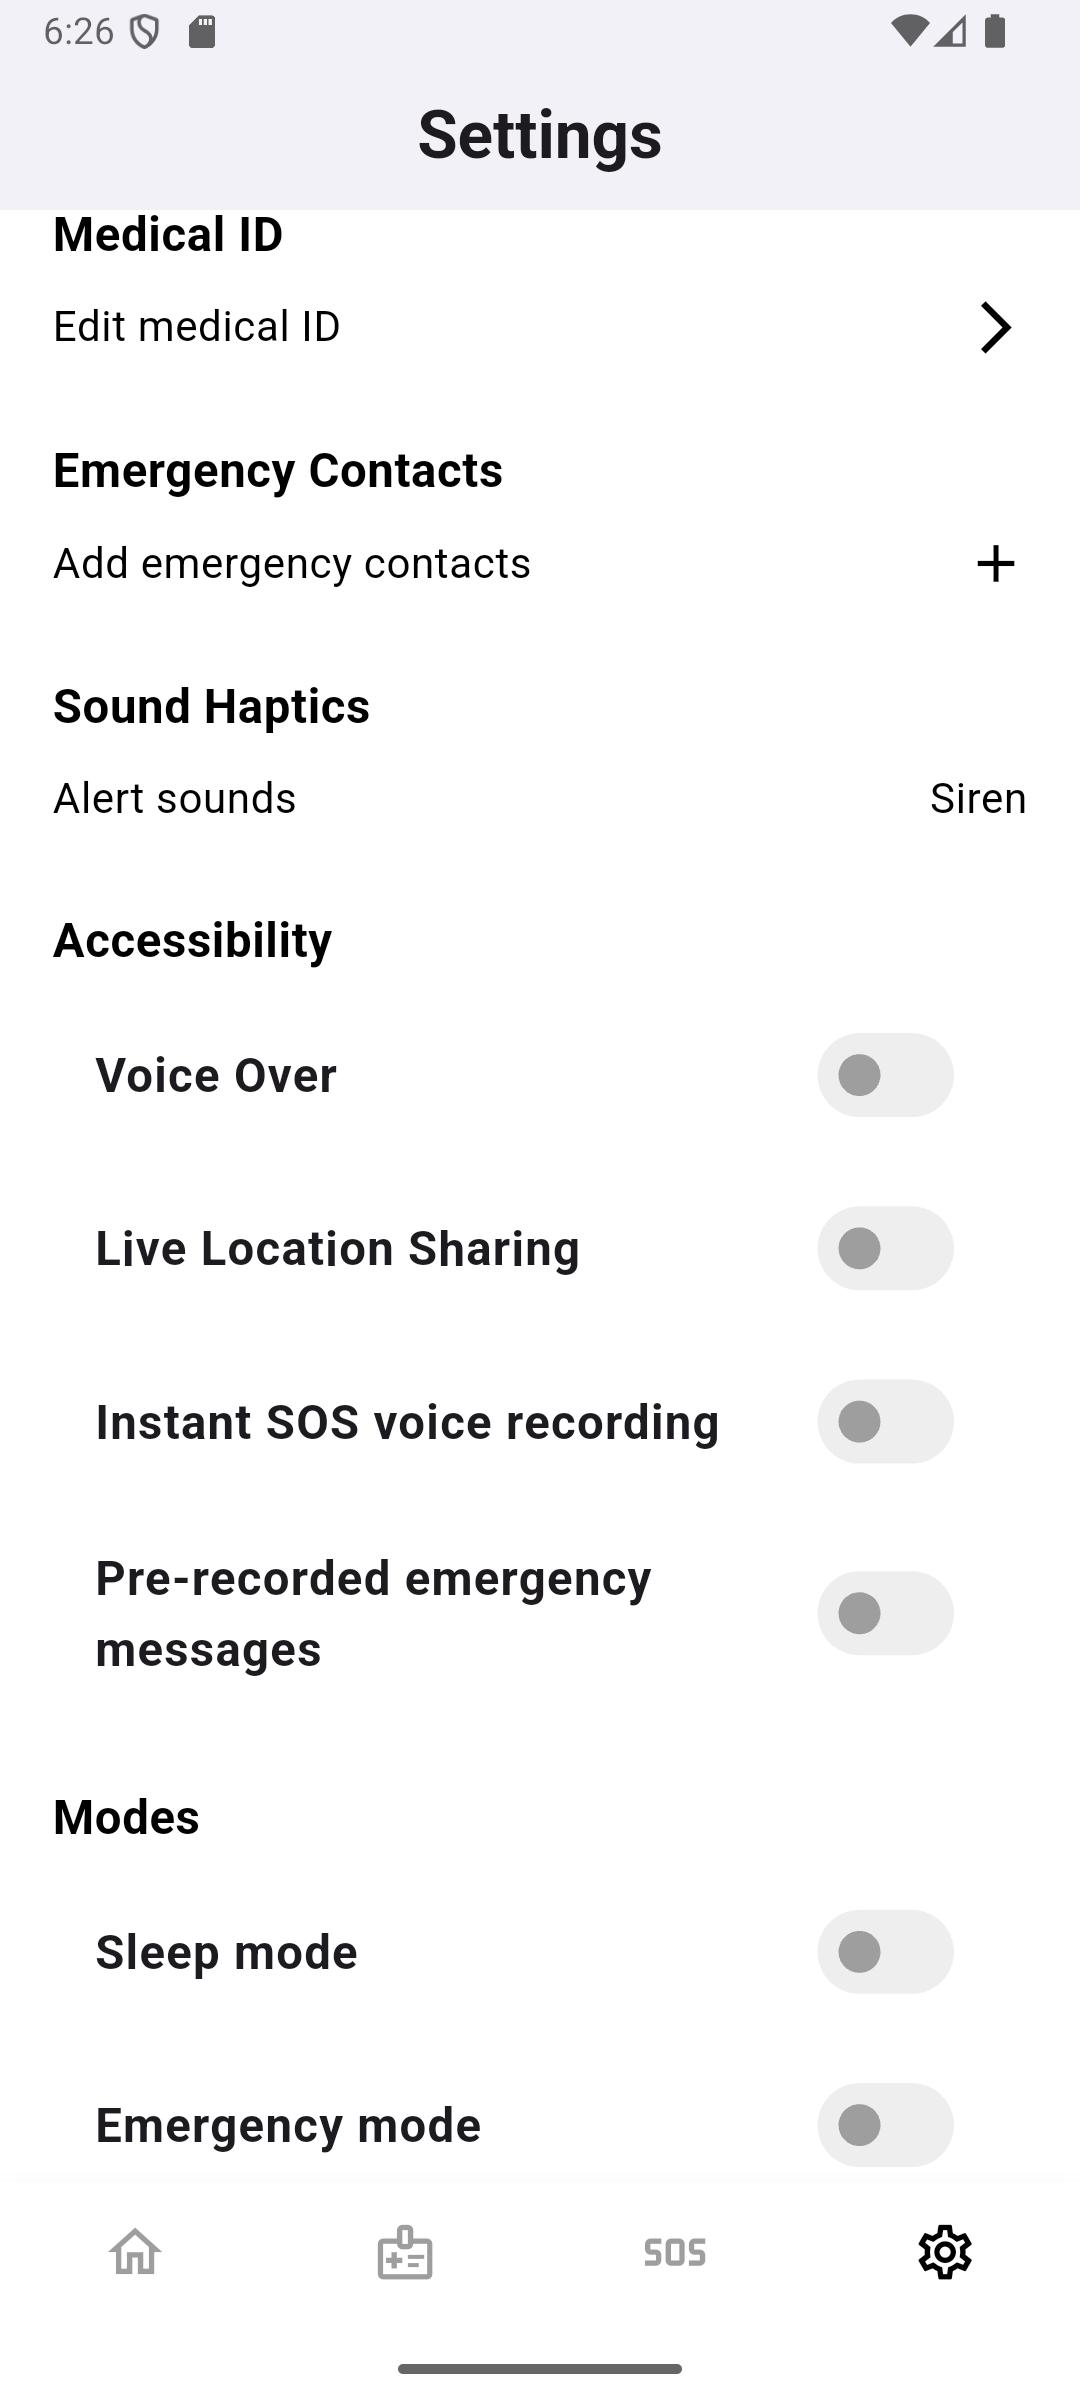 6:26
Settings
Medical ID
Edit medical ID
Emergency Contacts
Add emergency contacts
Sound Haptics
Alert sounds Siren
Accessibility
Voice Over
Live Location Sharing
Instant SOS voice recording
Pre-recorded emergency
messages
Modes
Sleep mode
Emergency mode
SOS